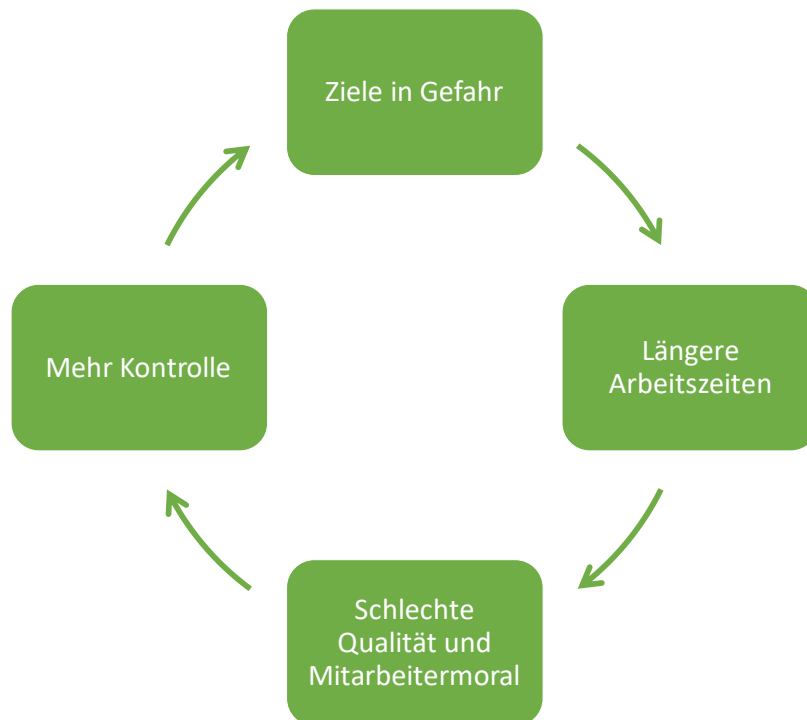 Ziele in Gefahr
Längere
Arbeitszeiten
Schlechte
Qualität und
Mitarbeitermoral
Mehr Kontrolle